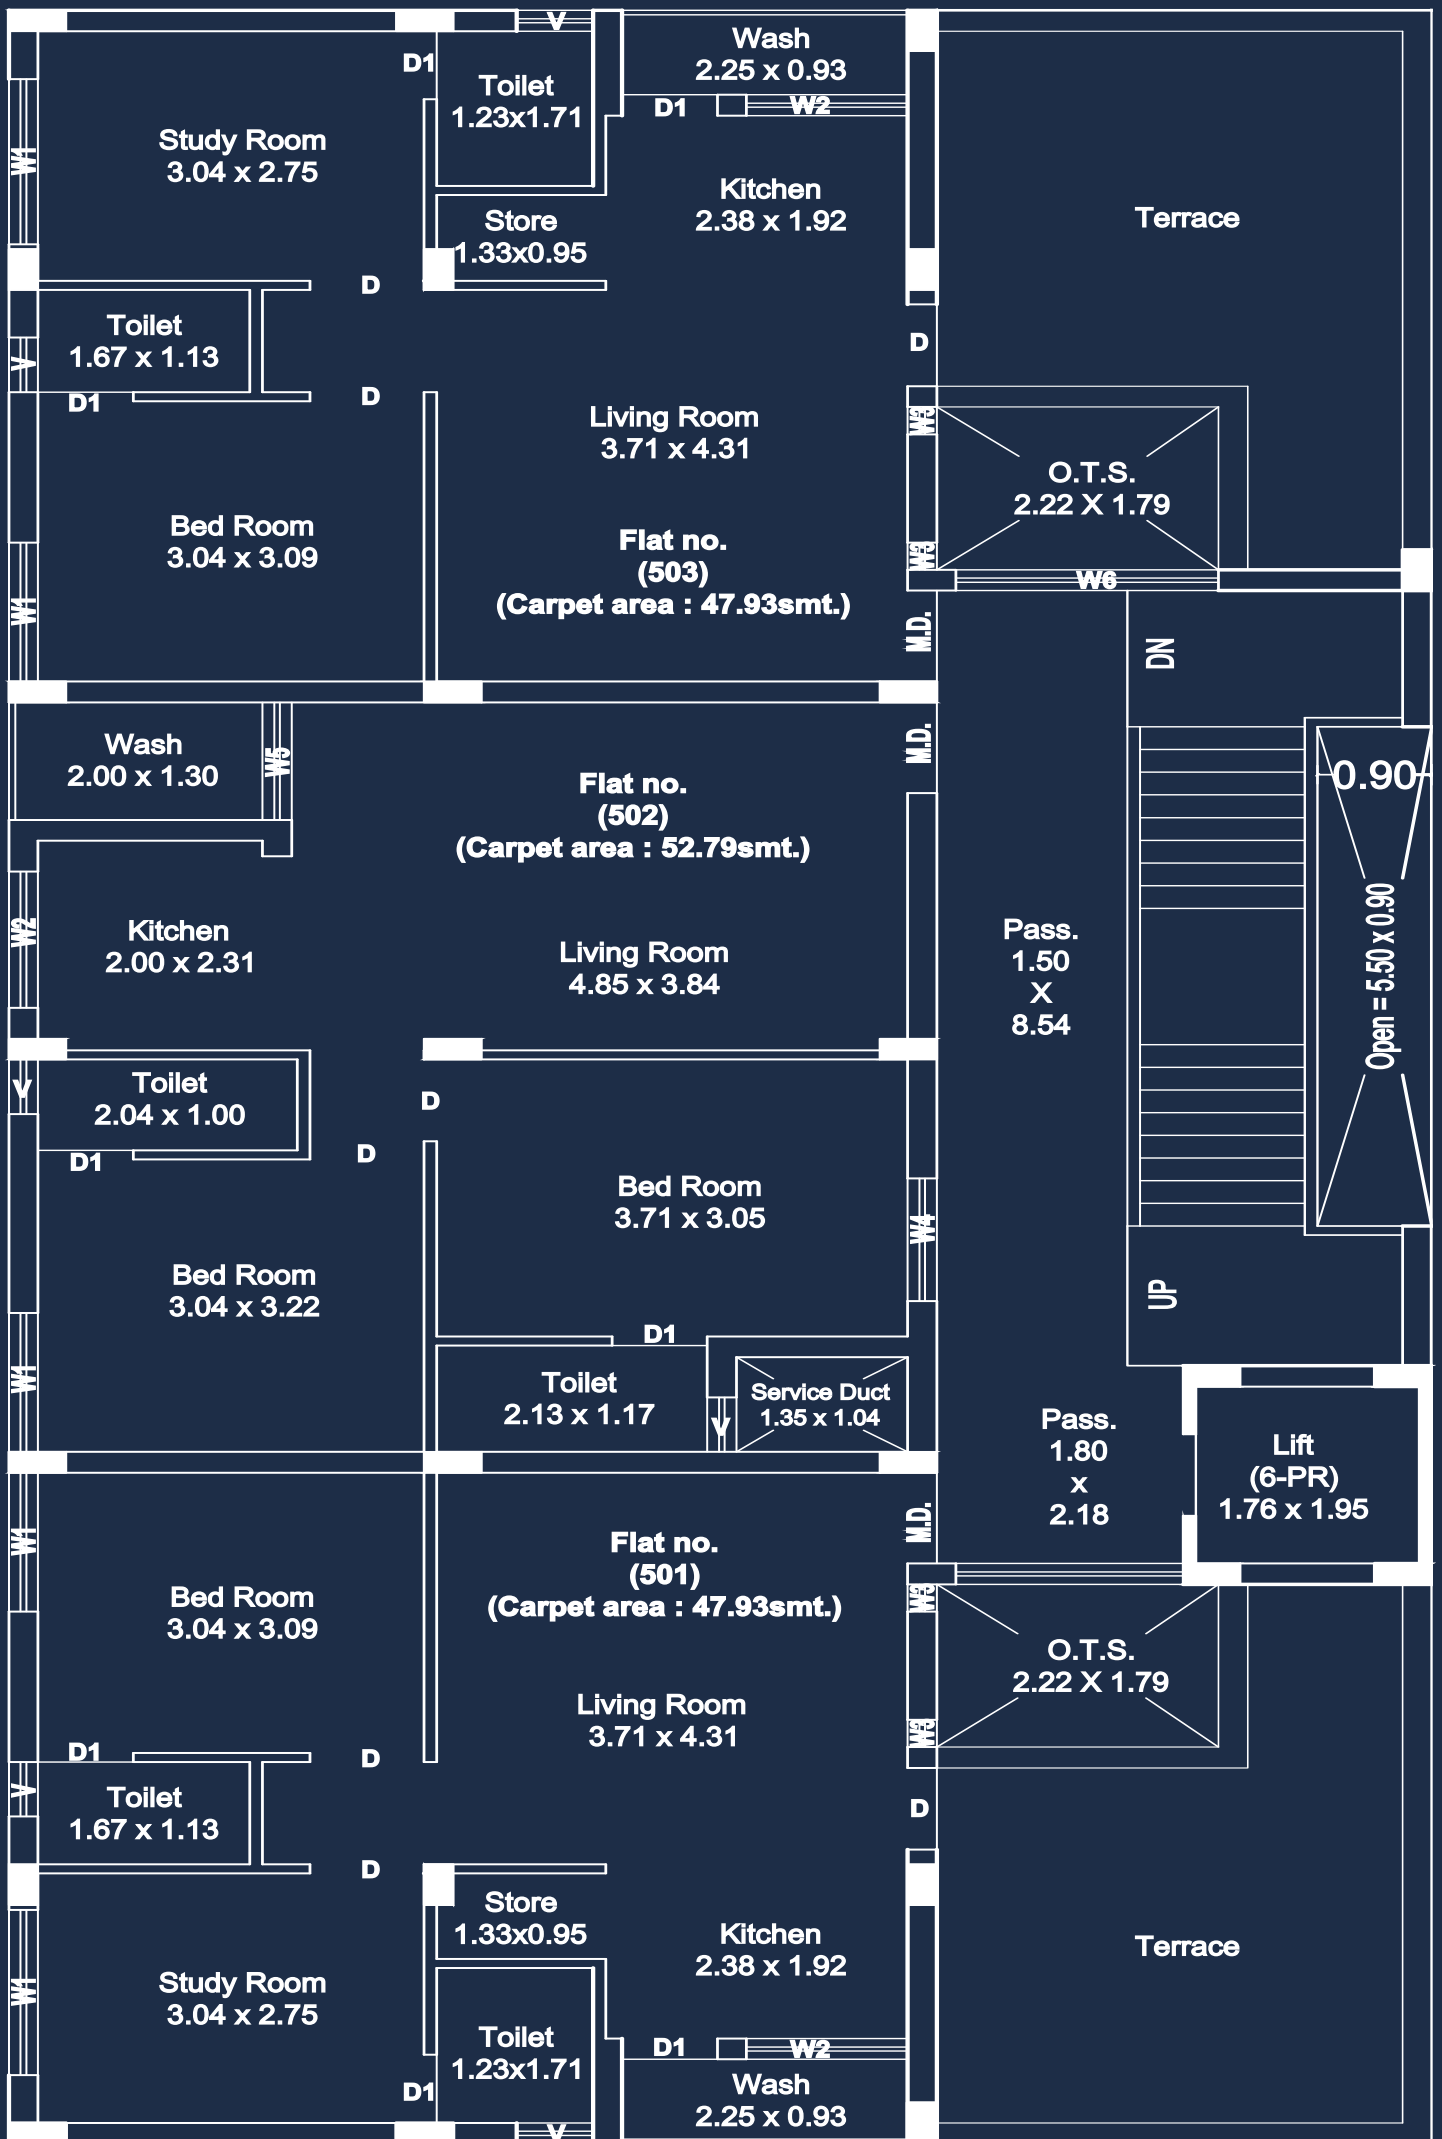 V
Wash
2.25 x 0.93
D1
Toilet
1.23x1.71
D1
W2
Study Room
3.04 x 2.75
W1
Kitchen
2.38 x 1.92
Terrace
Store
1.33x0.95
D
Toilet
1.67 x 1.13
V
D
D1
D
W3
Living Room
3.71 x 4.31
O.T.S.
2.22 X 1.79
Bed Room
3.04 x 3.09
Flat no.
(503)
(Carpet area : 47.93smt.)
W3
W6
W1
M.D.
DN
Wash
2.00 x 1.30
W5
M.D.
Flat no.
(502)
(Carpet area : 52.79smt.)
0.90
Kitchen
2.00 x 2.31
W2
Living Room
4.85 x 3.84
Pass.
1.50
X
8.54
Open = 5.50 x 0.90
Toilet
2.04 x 1.00
V
D
D1
D
Bed Room
3.71 x 3.05
W4
Bed Room
3.04 x 3.22
UP
D1
W1
Toilet
2.13 x 1.17
V
Service Duct
1.35 x 1.04
Pass.
1.80
x
2.18
Lift
(6-PR)
1.76 x 1.95
W1
M.D.
Flat no.
(501)
(Carpet area : 47.93smt.)
Bed Room
3.04 x 3.09
W3
O.T.S.
2.22 X 1.79
Living Room
3.71 x 4.31
W3
D1
D
V
Toilet
1.67 x 1.13
D
D
Store
1.33x0.95
Kitchen
2.38 x 1.92
Terrace
Study Room
3.04 x 2.75
W1
Toilet
1.23x1.71
D1
W2
D1
Wash
2.25 x 0.93
V